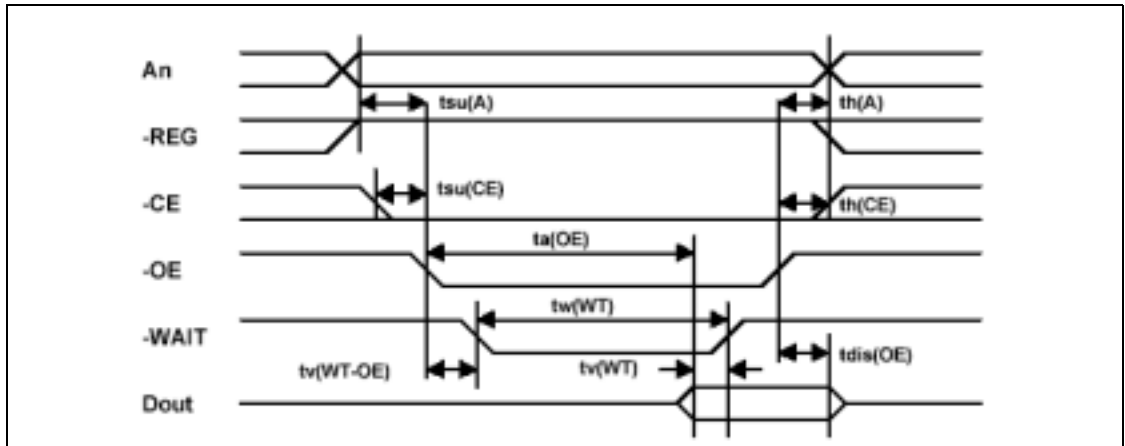 An
tsu(A)
th(A)
-REG
tsu(CE)
-CE
th(CE)
ta(OE)
-OE
tw(WT)
-WAIT
tdis(OE)
tv(WT-OE)
tv(WT)
Dout